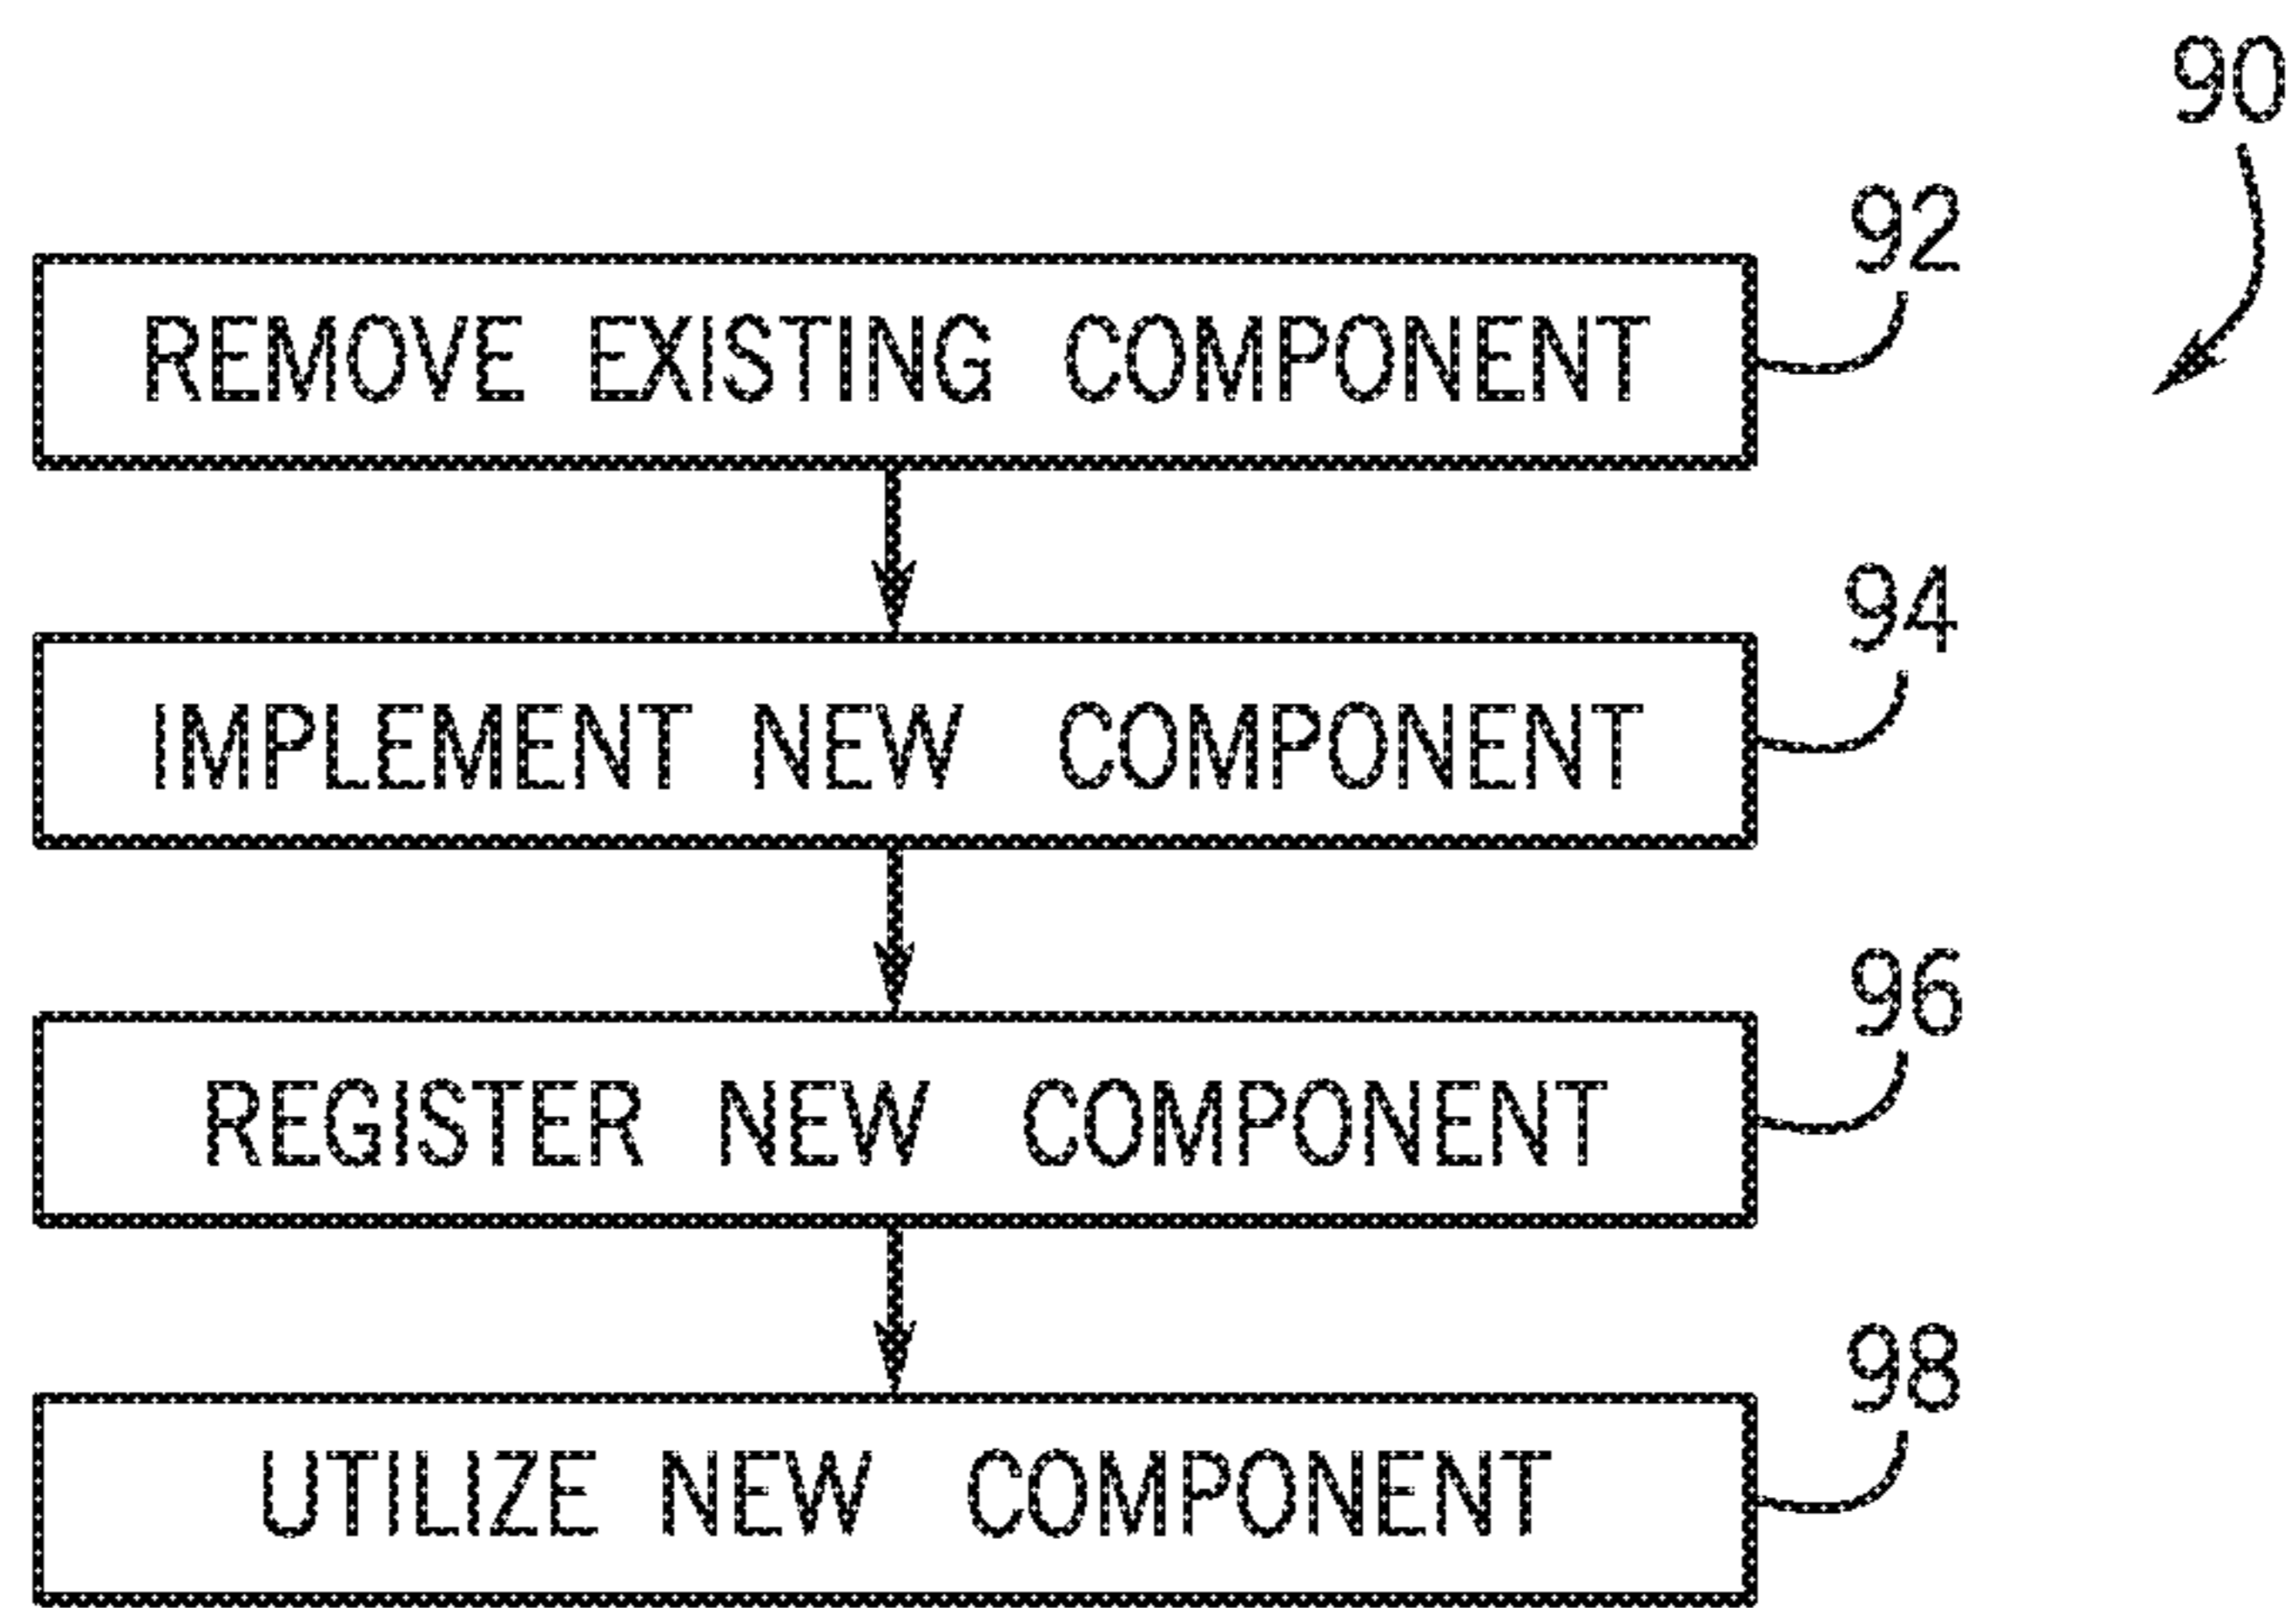 90
92
REMOVE EXISTING COMPONENT
94
IMPLEMENT NEW COMPONENT
96
REGISTER NEW COMPONENT
98
UTILIZE NEW COMPONENT